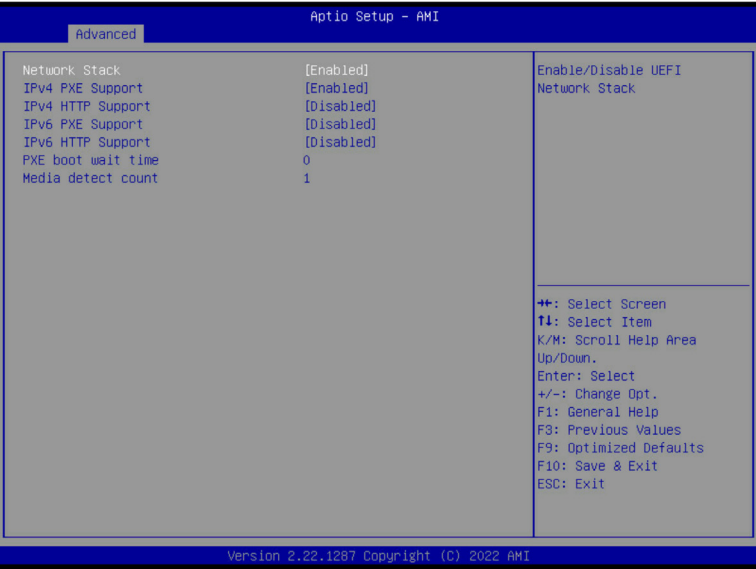 Aptio Setup – AMI
Advanced
Network Stack [Enabled]
IPv4 PXE Support [Enabled]
IPv4 HTTP Support [Disabled]
IPv6 PXE Support [Disabled]
IPv6 HTTP Support [Disabled]
PXE boot wait time 0
Media detect count 1
Enable/Disable UEFI
Network Stack
→←: Select Screen
↑↓: Select Item
K/M: Scroll Help Area
Up/Down.
Enter: Select
+/-: Change Opt.
F1: General Help
F3: Previous Values
F9: Optimized Defaults
F10: Save & Exit
ESC: Exit
Version 2.22.1287 Copyright (C) 2022 AMI